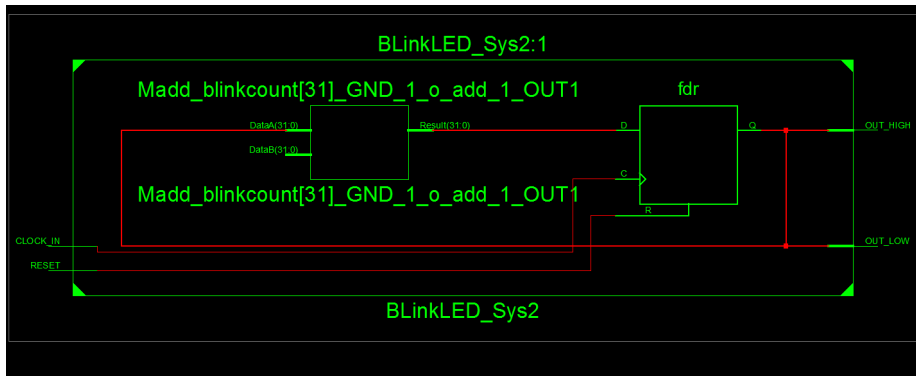 BLinkLED_Sys2:1
Madd_blinkcount[31]_GND_1_o_add_1_OUT1
fdr
DataA(31:0)
Result(31:0)
D
Q
OUT_HIGH
DataB(31:0)
C
Madd_blinkcount[31]_GND_1_o_add_1_OUT1
R
CLOCK_IN
OUT_LOW
RESET
BLinkLED_Sys2